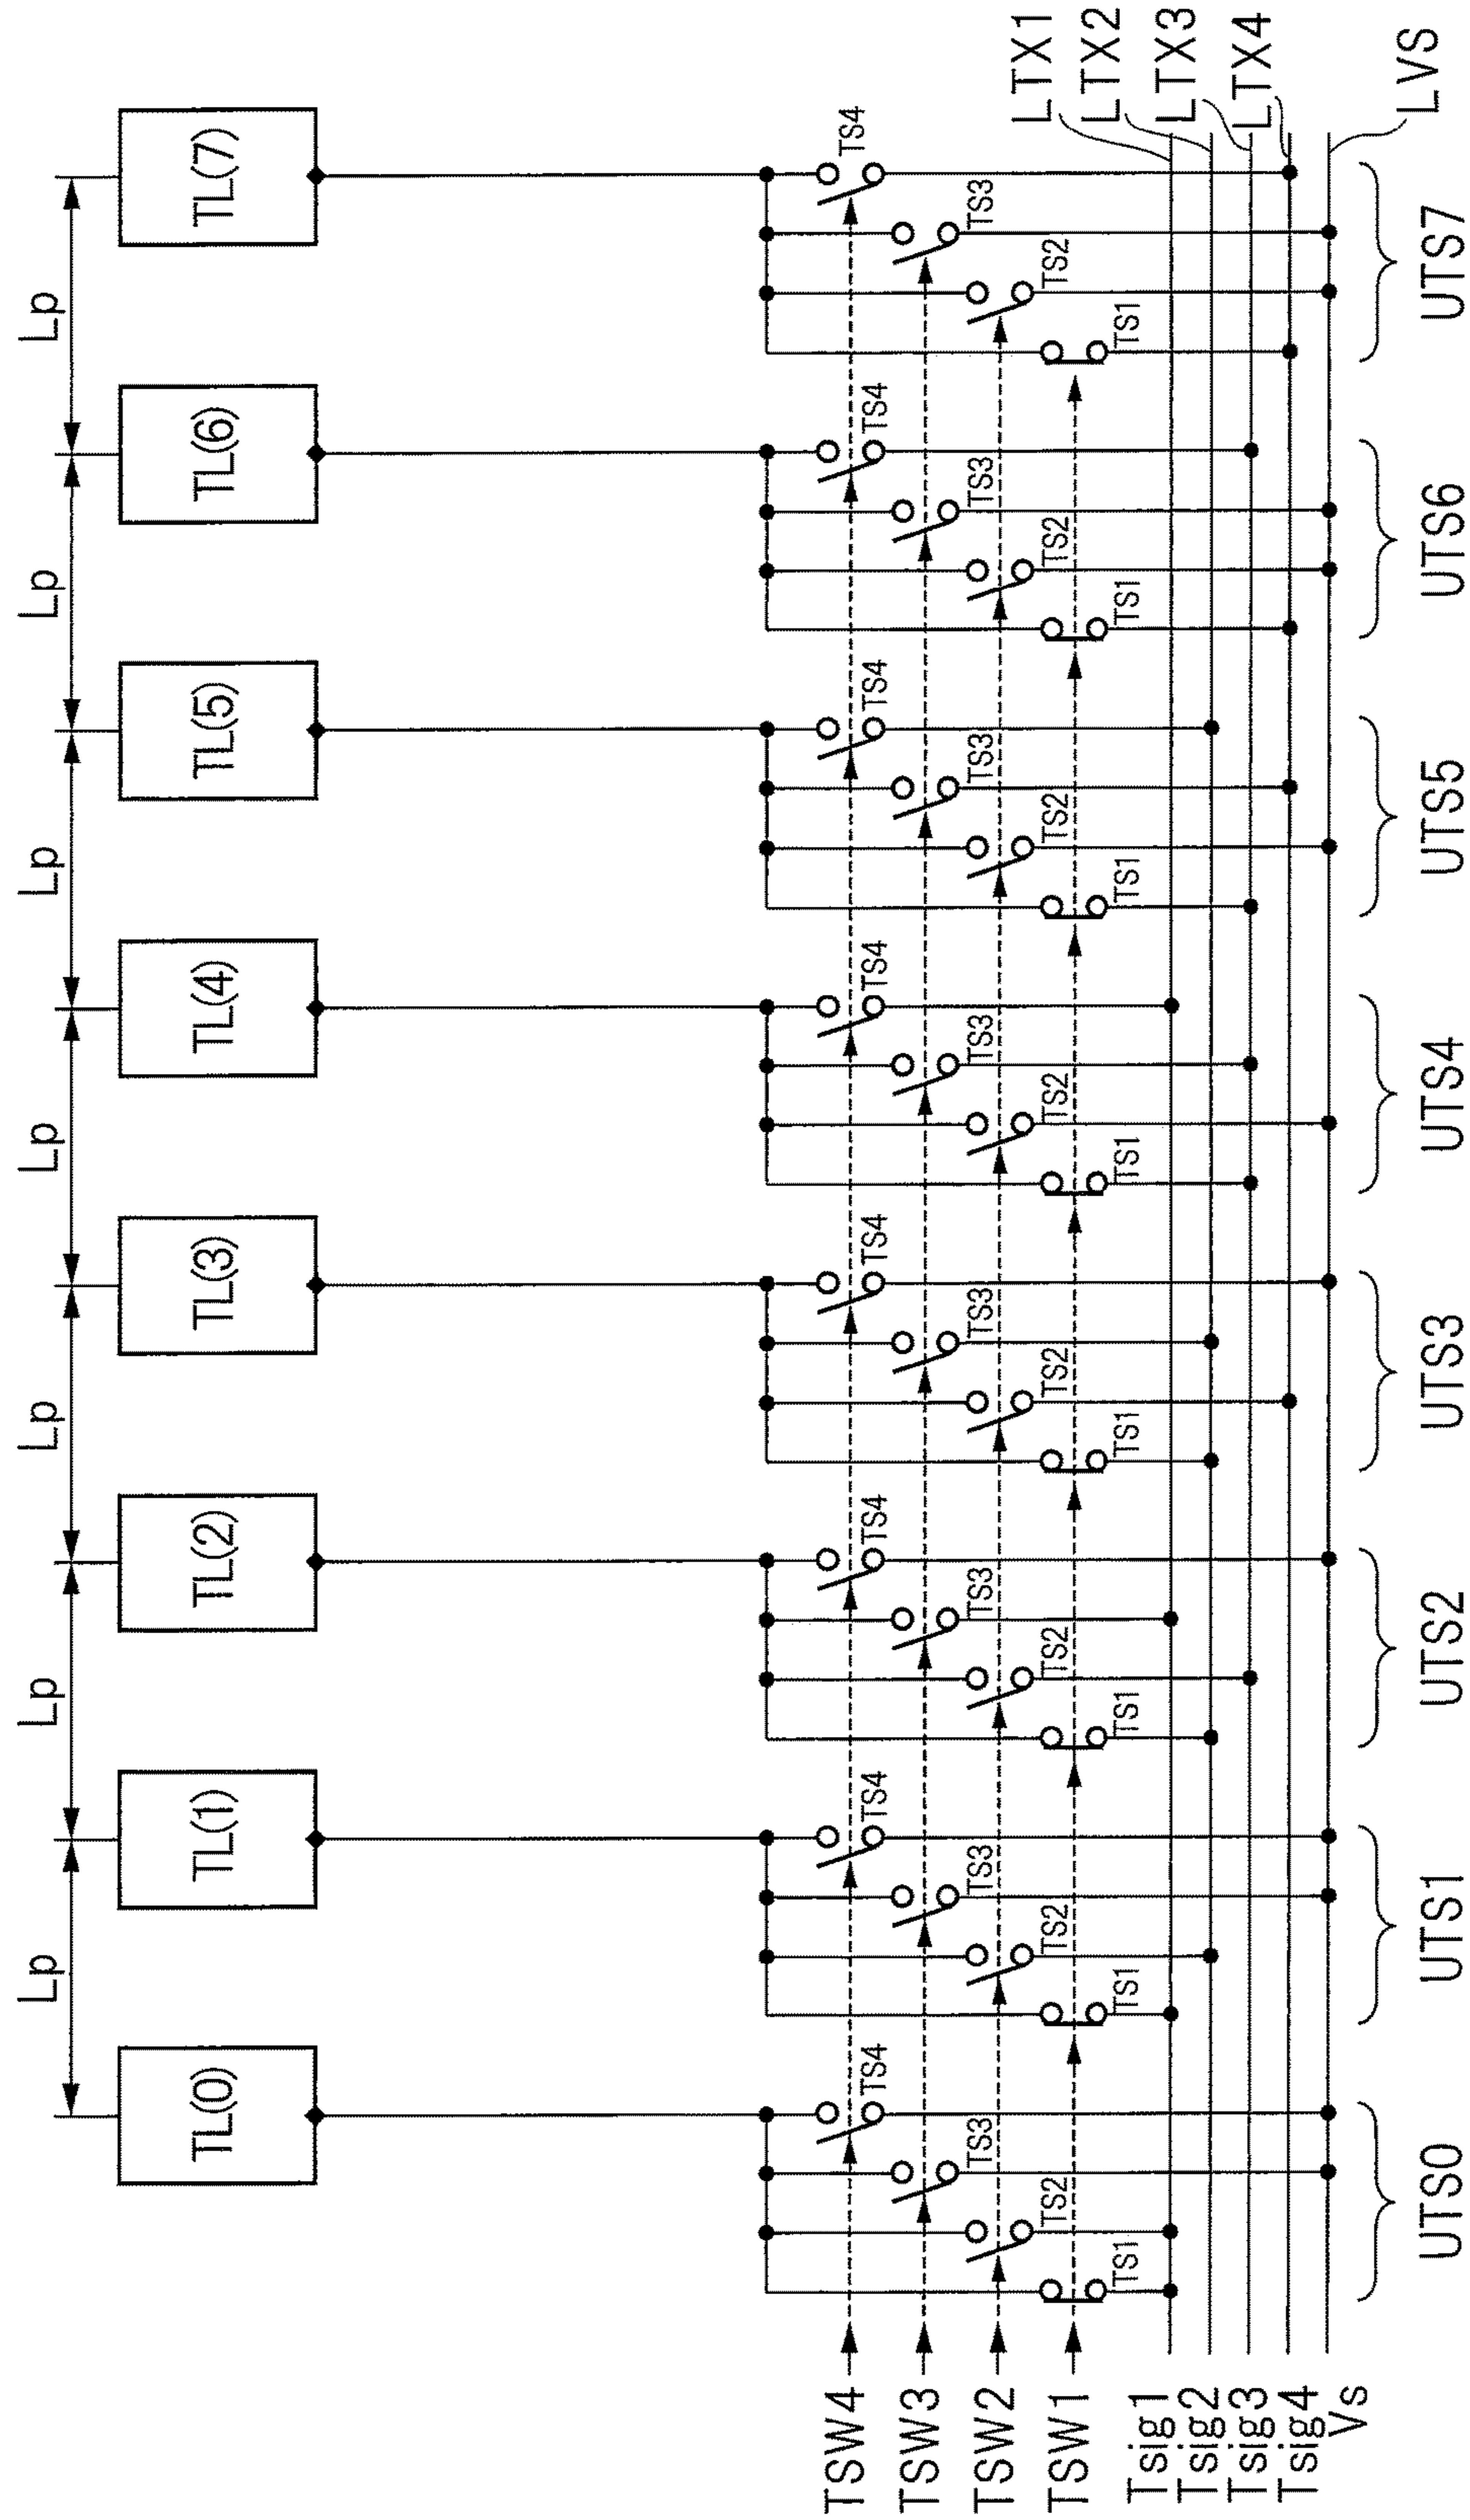 Lp Lp Lp Lp Lp Lp Lp
TL(0) TL(1) TL(2) TL(3) TL(4) TL(5) TL(6) TL(7)
TSW4 TS4 TS4 TS4 TS4 TS4 TS4 TS4 TS4
TSW3 TS3 TS3 TS3 TS3 TS3 TS3 TS3 TS3
TSW2 TS2 TS2 TS2 TS2 TS2 TS2 TS2 TS2
TSW1 TS1 TS1 TS1 TS1 TS1 TS1 TS1 TS1
Tsig1 LTX1
Tsig2 LTX2
Tsig3 LTX3
Tsig4 LTX4
Vs LVS
UTS0 UTS1 UTS2 UTS3 UTS4 UTS5 UTS6 UTS7